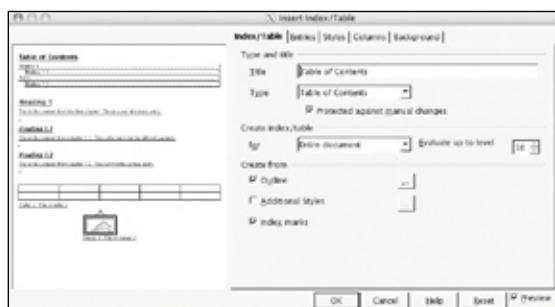 Insert Index/Table
Index/Table Entries Styles Columns Background
Type and title
Title Table of Contents
Type Table of Contents
Protected against manual changes
Create index/table
for Entire document Evaluate up to level 10
Create from
Outline ...
Additional Styles ...
Index marks
OK Cancel Help Reset Preview
Table of Contents
Heading 1
Heading 1.1
Heading 1.2